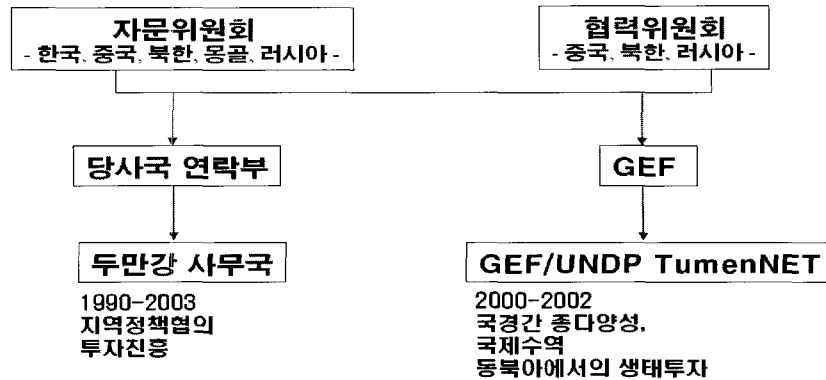 자문위원회
- 한국, 중국, 북한, 몽골, 러시아 -
협력위원회
- 중국, 북한, 러시아 -
당사국 연락부
GEF
두만강 사무국
GEF/UNDP TumenNET
1990-2003
지역정책협의
투자진흥
2000-2002
국경간 종다양성,
국제수역
동북아에서의 생태투자